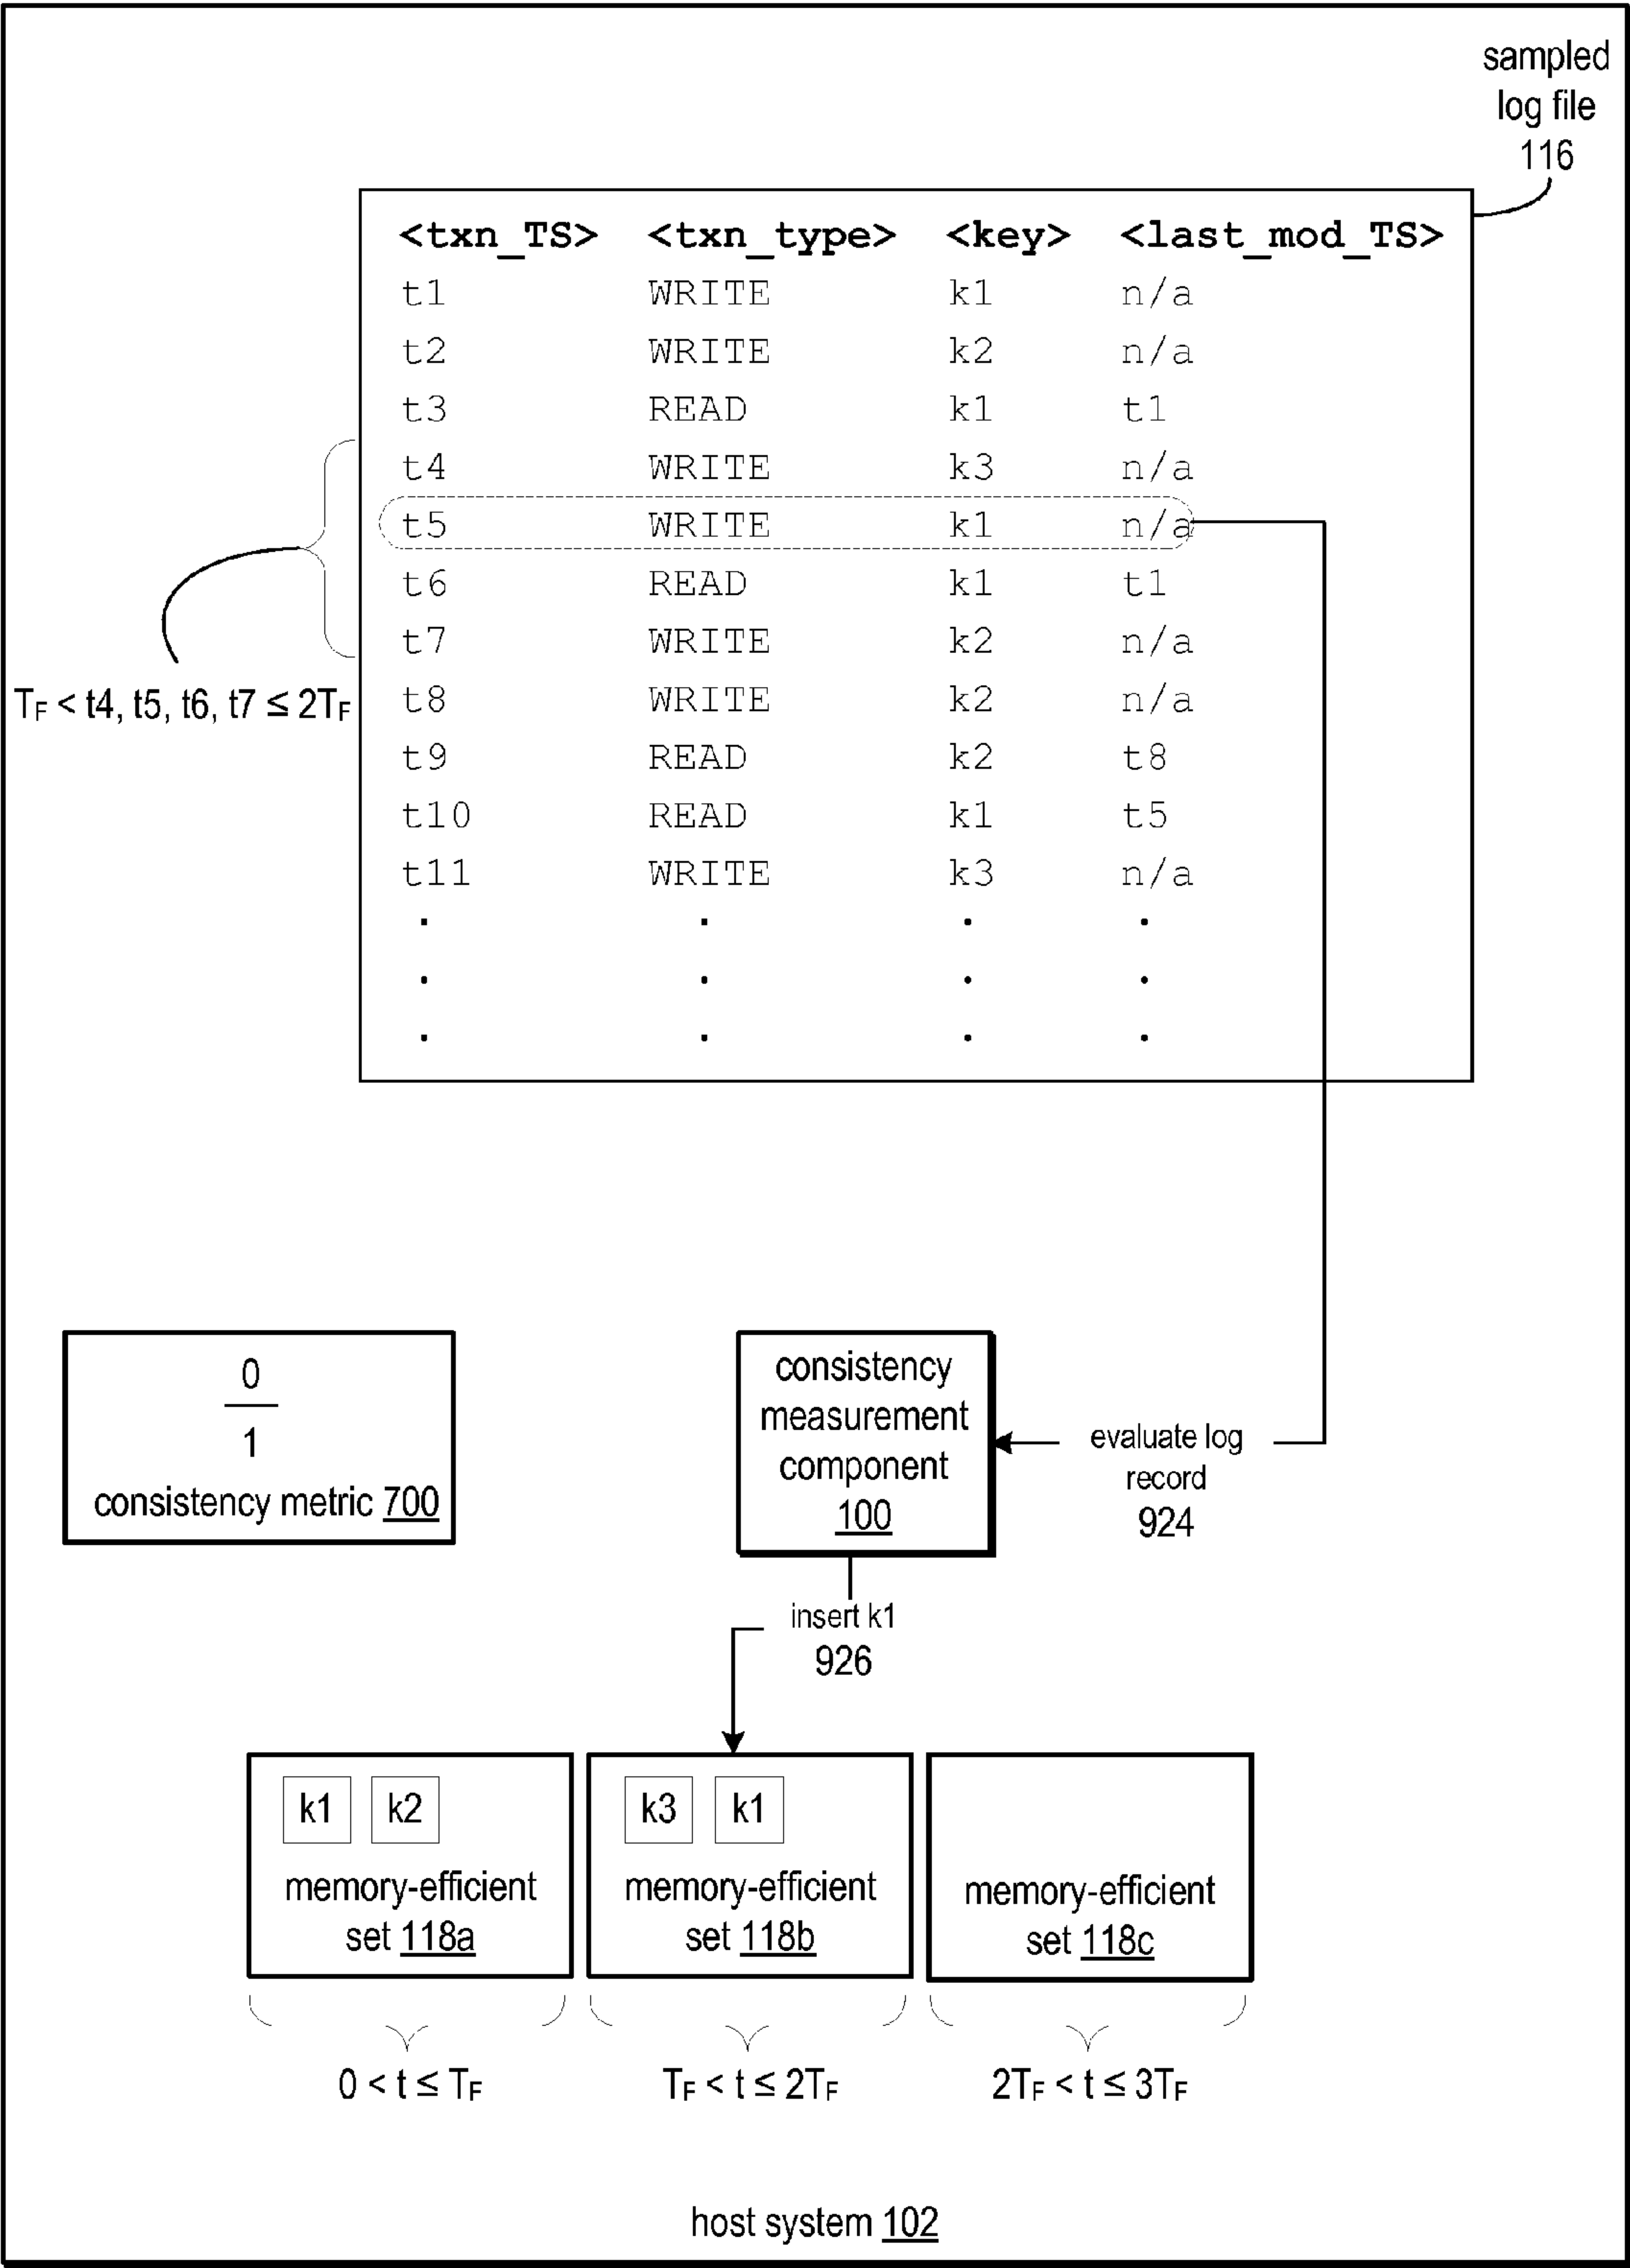 sampled
log file
116
<txn_TS> <txn_type> <key> <last_mod_TS>
t1 WRITE k1 n/a
t2 WRITE k2 n/a
t3 READ k1 t1
t4 WRITE k3 n/a
t5 WRITE k1 n/a
t6 READ k1 t1
t7 WRITE k2 n/a
TF < t4, t5, t6, t7 ≤ 2TF
t8 WRITE k2 n/a
t9 READ k2 t8
t10 READ k1 t5
t11 WRITE k3 n/a
. . . .
. . . .
. . . .
0
1
consistency metric 700
consistency
measurement
component
100
evaluate log
record
924
insert k1
926
k1 k2
memory-efficient
set 118a
k3 k1
memory-efficient
set 118b
memory-efficient
set 118c
0 < t ≤ TF
TF < t ≤ 2TF
2TF < t ≤ 3TF
host system 102